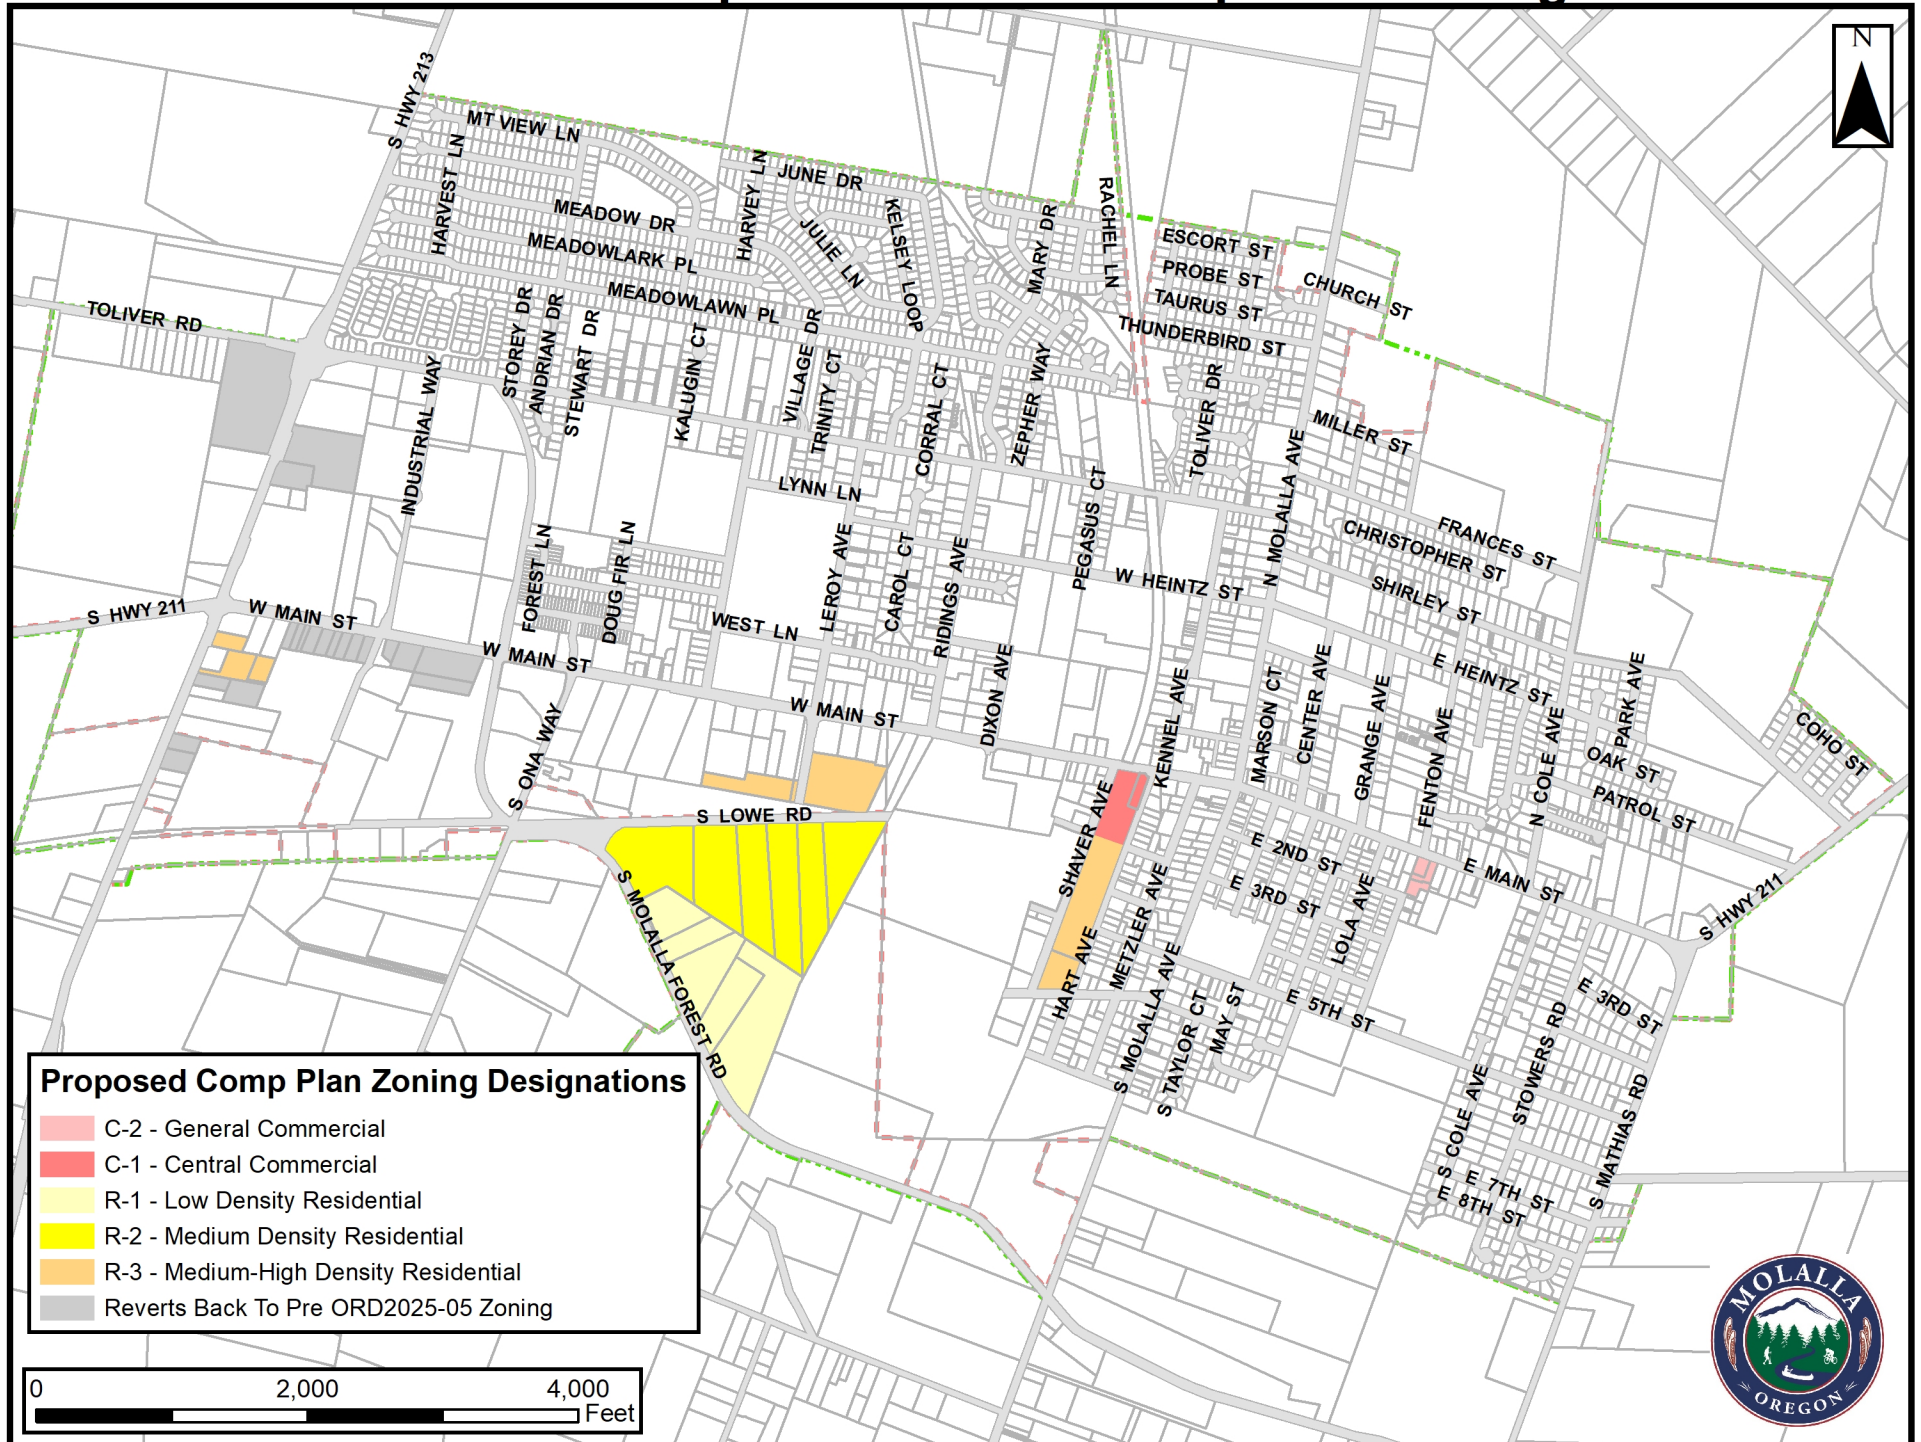 N
S HWY 213
MT VIEW LN
HARVEST LN
HARVEY LN
JUNE DR
MEADOW DR
JULIE LN
KELSEY LOOP
MARY DR
RACHEL LN
ESCORT ST
PROBE ST
CHURCH ST
TAURUS ST
THUNDERBIRD ST
MEADOWLARK PL
MEADOWLAWN PL
TOLIVER RD
STOREY DR
ANDRIAN DR
STEWART DR
KALUGIN CT
VILLAGE DR
TRINITY CT
CORRAL CT
ZEPHER WAY
TOLIVER DR
MILLER ST
INDUSTRIAL WAY
LYNN LN
PEGASUS CT
N MOLALLA AVE
FRANCES ST
CHRISTOPHER ST
SHIRLEY ST
FOREST LN
DOUG FIR LN
LEROY AVE
CAROL CT
RIDINGS AVE
W HEINTZ ST
S HWY 211
W MAIN ST
WEST LN
W MAIN ST
E HEINTZ ST
PARK AVE
DIXON AVE
KENNEL AVE
MARSON CT
CENTER AVE
GRANGE AVE
FENTON AVE
N COLE AVE
OAK ST
COHO ST
W MAIN ST
S ONA WAY
PATROL ST
S LOWE RD
SHAVER AVE
E 2ND ST
E MAIN ST
E 3RD ST
LOLA AVE
S HWY 211
METZLER AVE
HART AVE
S MOLALLA FOREST RD
S MOLALLA AVE
S TAYLOR CT
MAY ST
E 5TH ST
E 3RD ST
STOWERS RD
S COLE AVE
S MATHIAS RD
E 7TH ST
E 8TH ST
Proposed Comp Plan Zoning Designations
C-2 - General Commercial
C-1 - Central Commercial
R-1 - Low Density Residential
R-2 - Medium Density Residential
R-3 - Medium-High Density Residential
Reverts Back To Pre ORD2025-05 Zoning
0 2,000 4,000
Feet
MOLALLA
OREGON